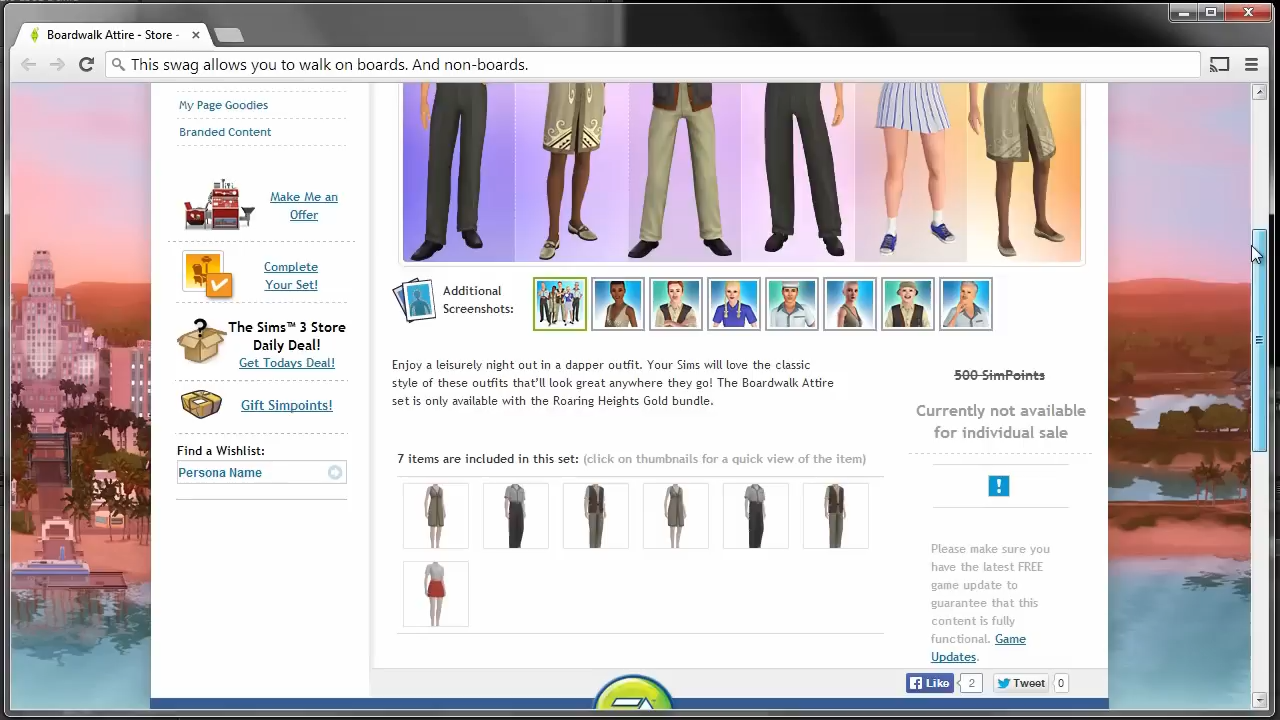 Boardwalk Attire - Store -
This swag allows you to walk on boards. And non-boards.
My Page Goodies
Branded Content
Make Me an
Offer
Complete
Your Set!
The Sims™ 3 Store
Daily Deal!
Get Todays Deal!
Gift Simpoints!
Find a Wishlist:
Persona Name
Additional
Screenshots:
Enjoy a leisurely night out in a dapper outfit. Your Sims will love the classic
style of these outfits that'll look great anywhere they go! The Boardwalk Attire
set is only available with the Roaring Heights Gold bundle.
500 SimPoints
Currently not available
for individual sale
7 items are included in this set: (click on thumbnails for a quick view of the item)
Please make sure you
have the latest FREE
game update to
guarantee that this
content is fully
functional. Game
Updates.
Like 2 Tweet 0